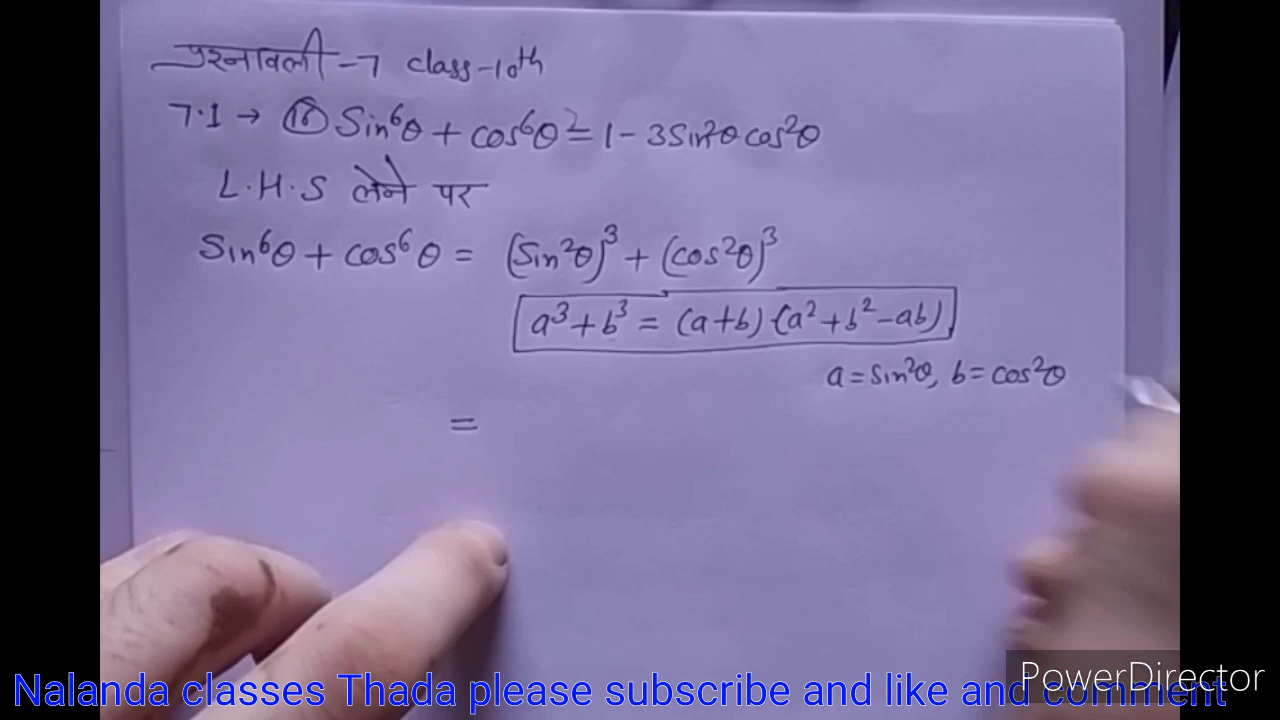 प्रश्नावली-7 class-10th
7.1 → ⑯ Sin⁶θ + cos⁶θ = 1 - 3Sin²θ cos²θ
L.H.S लेने पर
Sin⁶θ + cos⁶θ = (Sin²θ)³ + (cos²θ)³
a³ + b³ = (a+b) (a² + b² - ab)
a = Sin²θ, b = cos²θ
=
PowerDirector
Nalanda classes Thada please subscribe and like and comment